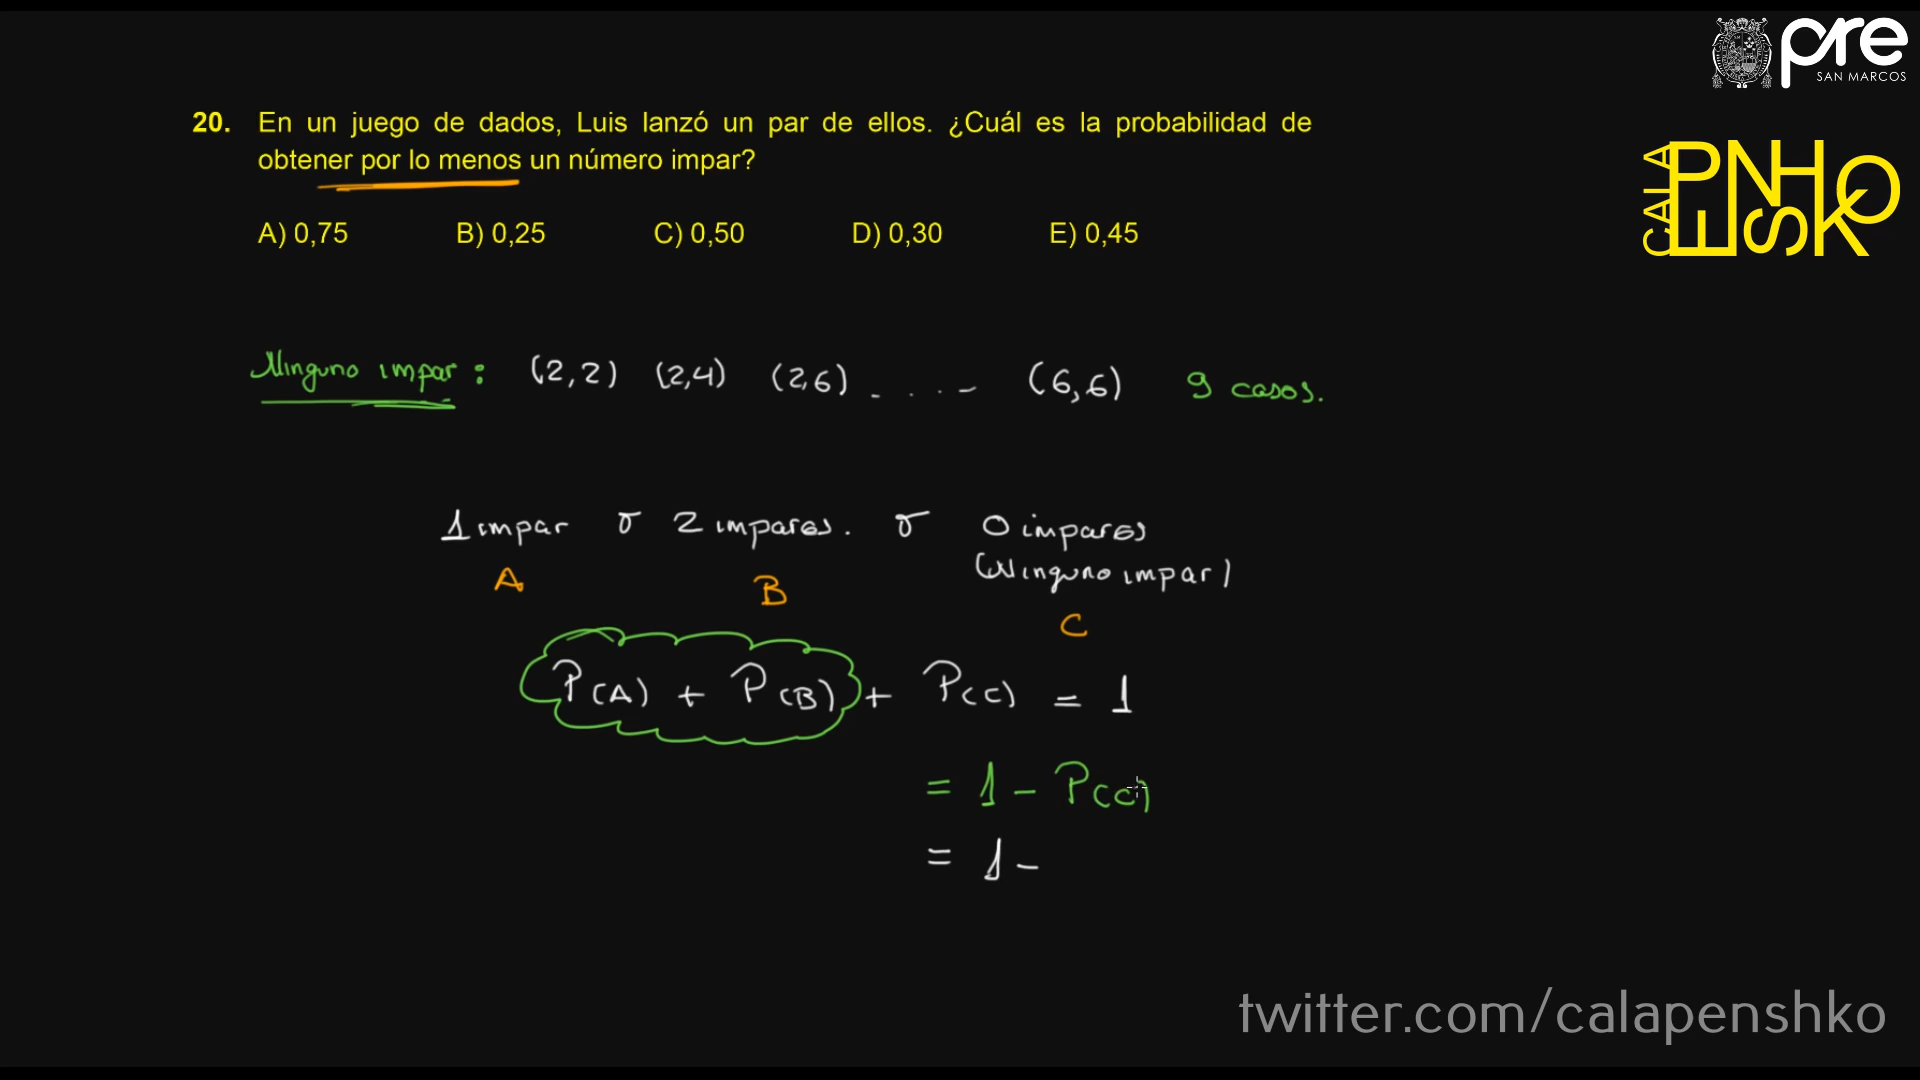 pre
SAN MARCOS
20. En un juego de dados, Luis lanzó un par de ellos. ¿Cuál es la probabilidad de
obtener por lo menos un número impar?
CALA
PENSHKO
A) 0,75 B) 0,25 C) 0,50 D) 0,30 E) 0,45
Ninguno impar : (2,2) (2,4) (2,6) - . . . - (6,6) 9 casos.
1 impar ó 2 impares. ó 0 impares
(Ninguno impar)
A B C
P(A) + P(B) + P(C) = 1
= 1 - P(C)
= 1 -
twitter.com/calapenshko